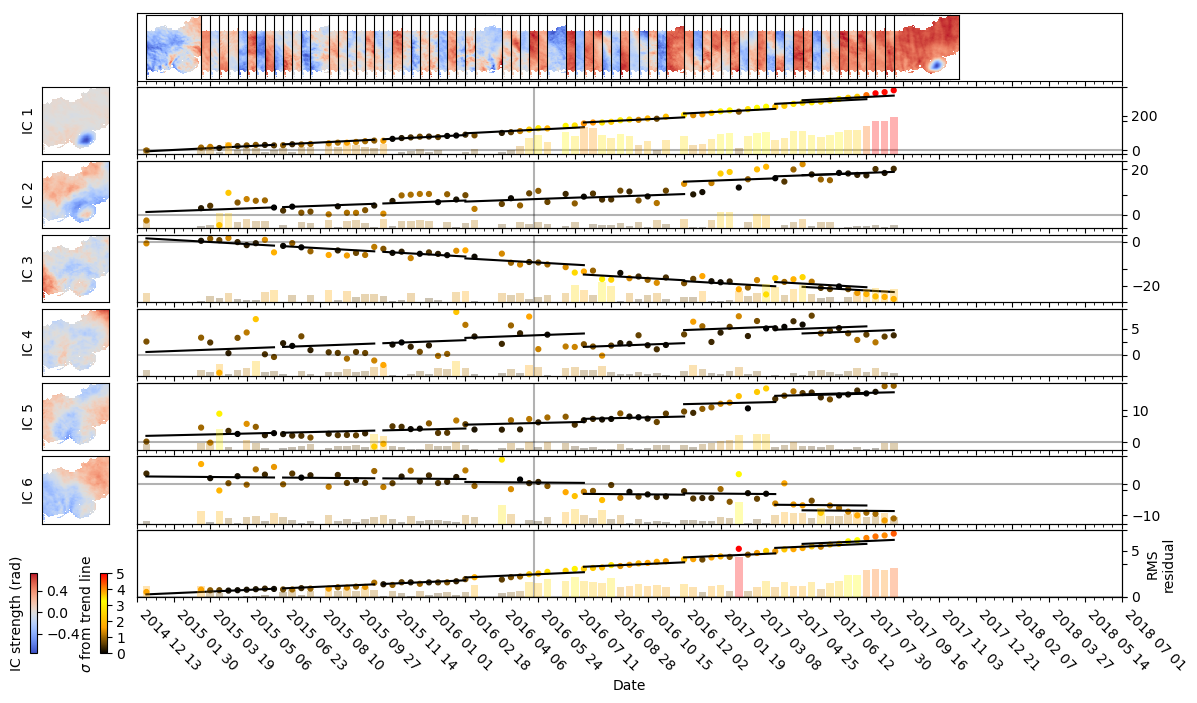 IC 1
200
0
IC 2
20
0
IC 3
0
−20
IC 4
5
0
IC 5
10
0
IC 6
0
−10
5
0
RMS
residual
IC strength (rad)
0.4
0.0
−0.4
σ from trend line
5
4
3
2
1
0
2014 12 13
2015 01 30
2015 03 19
2015 05 06
2015 06 23
2015 08 10
2015 09 27
2015 11 14
2016 01 01
2016 02 18
2016 04 06
2016 05 24
2016 07 11
2016 08 28
2016 10 15
2016 12 02
2017 01 19
2017 03 08
2017 04 25
2017 06 12
2017 07 30
2017 09 16
2017 11 03
2017 12 21
2018 02 07
2018 03 27
2018 05 14
2018 07 01
Date